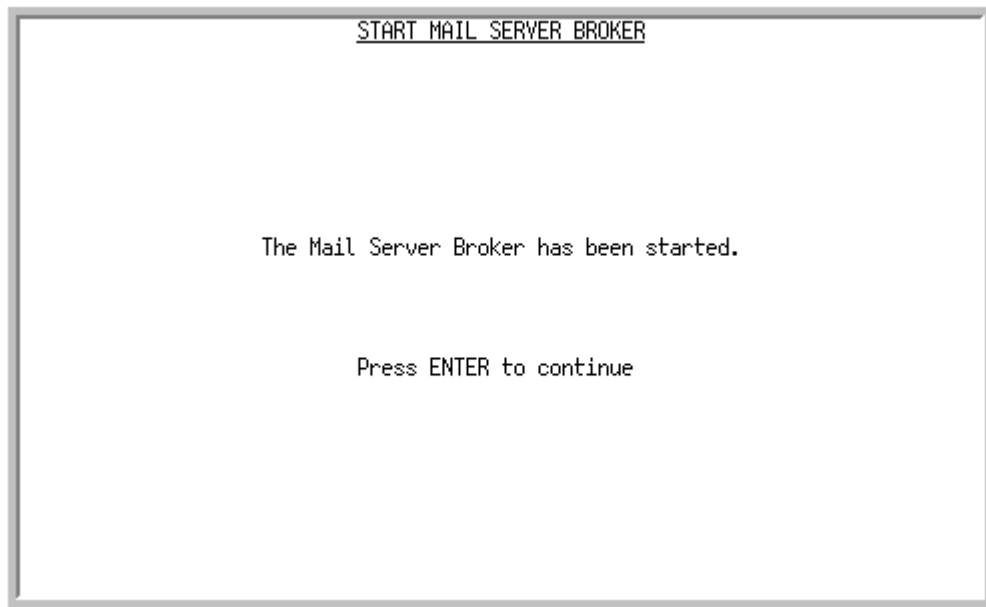 START MAIL SERVER BROKER
The Mail Server Broker has been started.
Press ENTER to continue